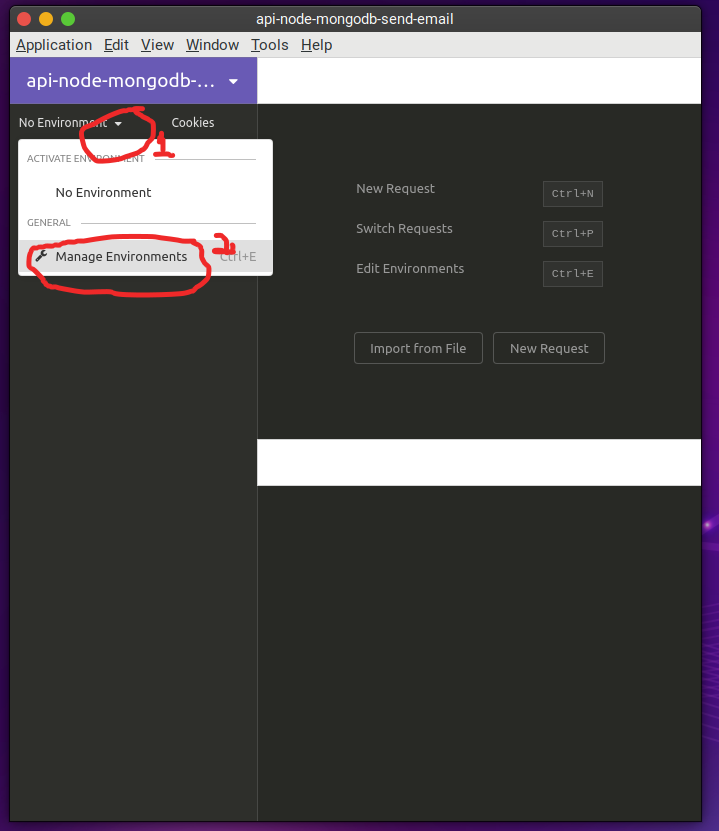 api-node-mongodb-send-email
Application Edit View Window Tools Help
api-node-mongodb-...
No Environment Cookies
1
ACTIVATE ENVIRONMENT
No Environment
GENERAL
Manage Environments Ctrl+E
New Request Ctrl+N
Switch Requests Ctrl+P
Edit Environments Ctrl+E
Import from File New Request